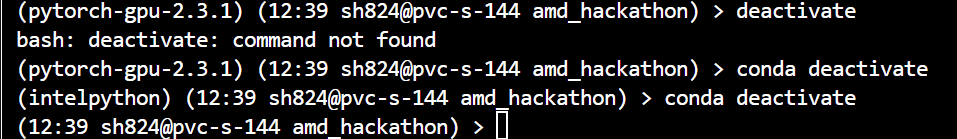 (pytorch-gpu-2.3.1) (12:39 sh824@pvc-s-144 amd_hackathon) > deactivate
bash: deactivate: command not found
(pytorch-gpu-2.3.1) (12:39 sh824@pvc-s-144 amd_hackathon) > conda deactivate
(intelpython) (12:39 sh824@pvc-s-144 amd_hackathon) > conda deactivate
(12:39 sh824@pvc-s-144 amd_hackathon) >